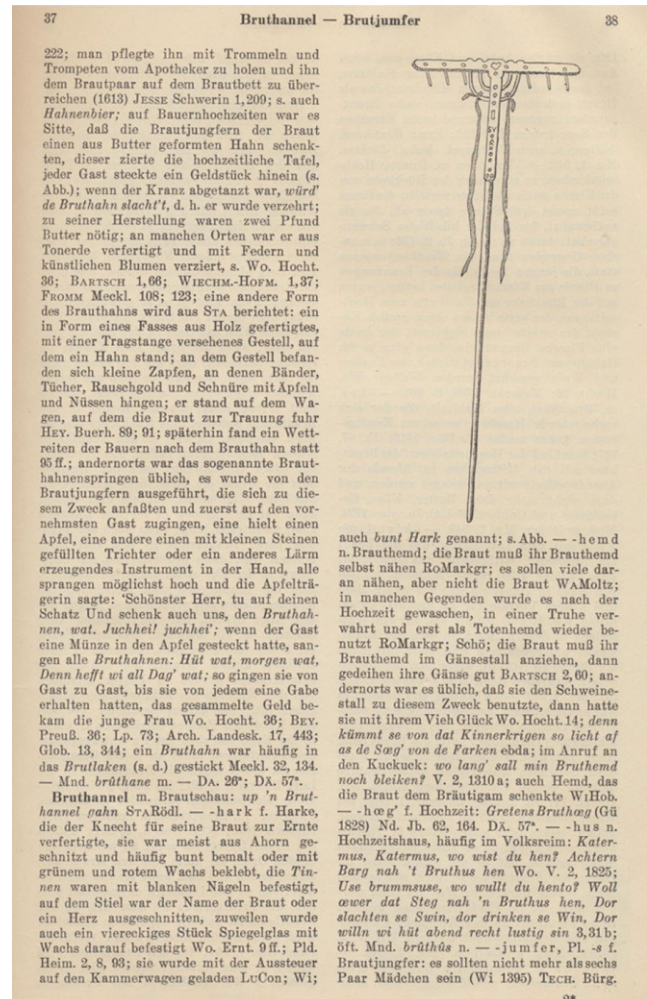 37
Bruthannel — Brutjumfer
38
222; man pflegte ihn mit Trommeln und
Trompeten vom Apotheker zu holen und ihn
dem Brautpaar auf dem Brautbett zu über-
reichen (1613) JESSE Schwerin 1,209; s. auch
Hahnenbier; auf Bauernhochzeiten war es
Sitte, daß die Brautjungfern der Braut
einen aus Butter geformten Hahn schenk-
ten, dieser zierte die hochzeitliche Tafel,
jeder Gast steckte ein Geldstück hinein (s.
Abb.); wenn der Kranz abgetanzt war, würd'
de Bruthahn slacht't, d. h. er wurde verzehrt;
zu seiner Herstellung waren zwei Pfund
Butter nötig; an manchen Orten war er aus
Tonerde verfertigt und mit Federn und
künstlichen Blumen verziert, s. Wo. Hocht.
36; BARTSCH 1,66; WIECHM.-HOFM. 1,37;
FROMM Meckl. 108; 123; eine andere Form
des Brauthahns wird aus STA berichtet: ein
in Form eines Fasses aus Holz gefertigtes,
mit einer Tragstange versehenes Gestell, auf
dem ein Hahn stand; an dem Gestell befan-
den sich kleine Zapfen, an denen Bänder,
Tücher, Rauschgold und Schnüre mit Äpfeln
und Nüssen hingen; er stand auf dem Wa-
gen, auf dem die Braut zur Trauung fuhr
HEY. Buerh. 89; 91; späterhin fand ein Wett-
reiten der Bauern nach dem Brauthahn statt
95 ff.; andernorts war das sogenannte Braut-
hahnenspringen üblich, es wurde von den
Brautjungfern ausgeführt, die sich zu die-
sem Zweck anfaßten und zuerst auf den vor-
nehmsten Gast zugingen, eine hielt einen
Apfel, eine andere einen mit kleinen Steinen
gefüllten Trichter oder ein anderes Lärm
erzeugendes Instrument in der Hand, alle
sprangen möglichst hoch und die Apfelträ-
gerin sagte: 'Schönster Herr, tu auf deinen
Schatz Und schenk auch uns, den Bruthah-
nen, wat. Juchhei! juchhei'; wenn der Gast
eine Münze in den Apfel gesteckt hatte, san-
gen alle Bruthahnen: Hüt wat, morgen wat,
Denn hefft wi all Dag' wat; so gingen sie von
Gast zu Gast, bis sie von jedem eine Gabe
erhalten hatten, das gesammelte Geld be-
kam die junge Frau Wo. Hocht. 36; BEY.
Preuß. 36; Lp. 73; Arch. Landesk. 17, 443;
Glob. 13, 344; ein Bruthahn war häufig in
das Brutlaken (s. d.) gestickt Meckl. 32, 134.
— Mnd. brûthane m. — DA. 26ᵃ; DÄ. 57ᵃ.
Bruthannel m. Brautschau: up 'n Brut-
hannel gahn STARödl. — -hark f. Harke,
die der Knecht für seine Braut zur Ernte
verfertigte, sie war meist aus Ahorn ge-
schnitzt und häufig bunt bemalt oder mit
grünem und rotem Wachs beklebt, die Tin-
nen waren mit blanken Nägeln befestigt,
auf dem Stiel war der Name der Braut oder
ein Herz ausgeschnitten, zuweilen wurde
auch ein viereckiges Stück Spiegelglas mit
Wachs darauf befestigt Wo. Ernt. 9 ff.; Pld.
Heim. 2, 8, 93; sie wurde mit der Aussteuer
auf den Kammerwagen geladen LUCon; Wi;
auch bunt Hark genannt; s. Abb. — -hemd
n. Brauthemd; die Braut muß ihr Brauthemd
selbst nähen ROMarkgr; es sollen viele dar-
an nähen, aber nicht die Braut WAMoltz;
in manchen Gegenden wurde es nach der
Hochzeit gewaschen, in einer Truhe ver-
wahrt und erst als Totenhemd wieder be-
nutzt ROMarkgr; Schö; die Braut muß ihr
Brauthemd im Gänsestall anziehen, dann
gedeihen ihre Gänse gut BARTSCH 2,60; an-
dernorts war es üblich, daß sie den Schweine-
stall zu diesem Zweck benutzte, dann hatte
sie mit ihrem Vieh Glück Wo. Hocht. 14; denn
kümmt se von dat Kinnerkrigen so licht af
as de Sœg' von de Farken ebda; im Anruf an
den Kuckuck: wo lang' sall min Bruthemd
noch bleiken? V. 2, 1310 a; auch Hemd, das
die Braut dem Bräutigam schenkte WIHob.
— -hœg' f. Hochzeit: Gretens Bruthœg (Gü
1828) Nd. Jb. 62, 164. DÄ. 57ᵃ. — -hus n.
Hochzeitshaus, häufig im Volksreim: Kater-
mus, Katermus, wo wist du hen? Achtern
Barg nah 't Bruthus hen Wo. V. 2, 1825;
Use brummsuse, wo wullt du hento? Woll
œwer dat Steg nah 'n Bruthus hen, Dor
slachten se Swin, dor drinken se Win, Dor
willn wi hüt abend recht lustig sin 3,31 b;
öft. Mnd. brûthûs n. — -jumfer, Pl. -s f.
Brautjungfer: es sollten nicht mehr als sechs
Paar Mädchen sein (Wi 1395) TECH. Bürg.
2*